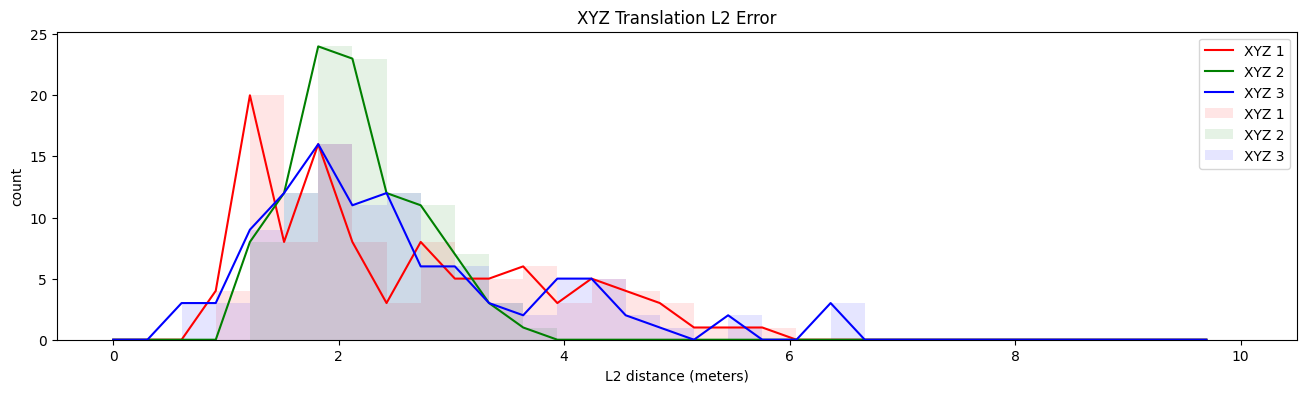 XYZ Translation L2 Error
25
20
15
10
5
0
count
XYZ 1
XYZ 2
XYZ 3
XYZ 1
XYZ 2
XYZ 3
0 2 4 6 8 10
L2 distance (meters)